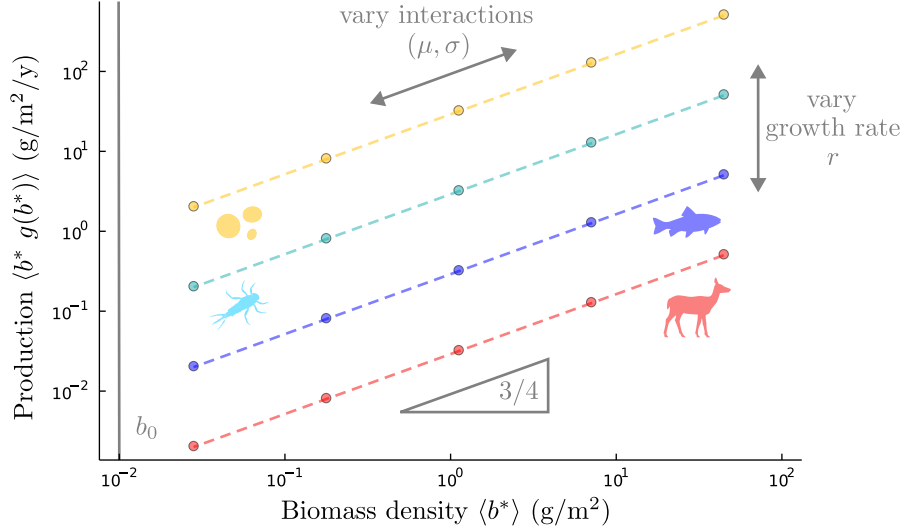 vary interactions
(μ, σ)
vary
growth rate
r
10²
10¹
10⁰
10⁻¹
10⁻²
Production ⟨b* g(b*)⟩ (g/m²/y)
3/4
b₀
10⁻² 10⁻¹ 10⁰ 10¹ 10²
Biomass density ⟨b*⟩ (g/m²)